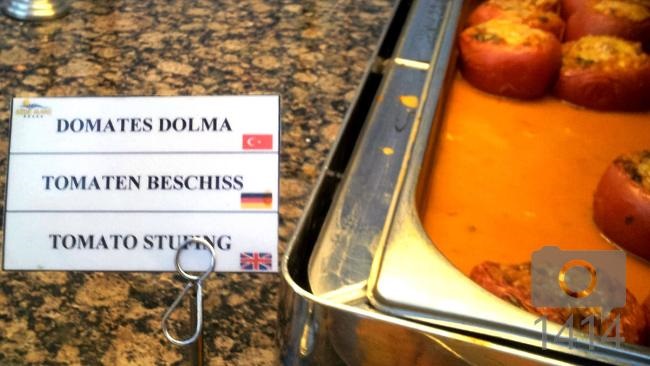 DOMATES DOLMA
TOMATEN BESCHISS
TOMATO STUFING
1414